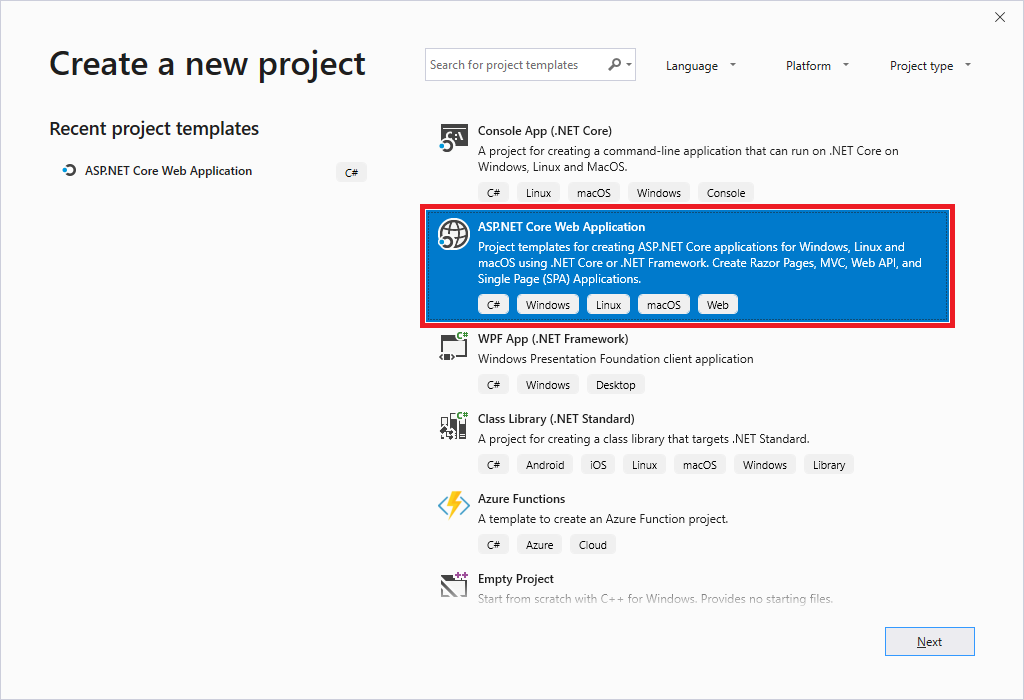 Create a new project
Search for project templates
Language
Platform
Project type
Recent project templates
ASP.NET Core Web Application
C#
Console App (.NET Core)
A project for creating a command-line application that can run on .NET Core on
Windows, Linux and MacOS.
C# Linux macOS Windows Console
ASP.NET Core Web Application
Project templates for creating ASP.NET Core applications for Windows, Linux and
macOS using .NET Core or .NET Framework. Create Razor Pages, MVC, Web API, and
Single Page (SPA) Applications.
C# Windows Linux macOS Web
WPF App (.NET Framework)
Windows Presentation Foundation client application
C# Windows Desktop
Class Library (.NET Standard)
A project for creating a class library that targets .NET Standard.
C# Android iOS Linux macOS Windows Library
Azure Functions
A template to create an Azure Function project.
C# Azure Cloud
Empty Project
Start from scratch with C++ for Windows. Provides no starting files.
Next